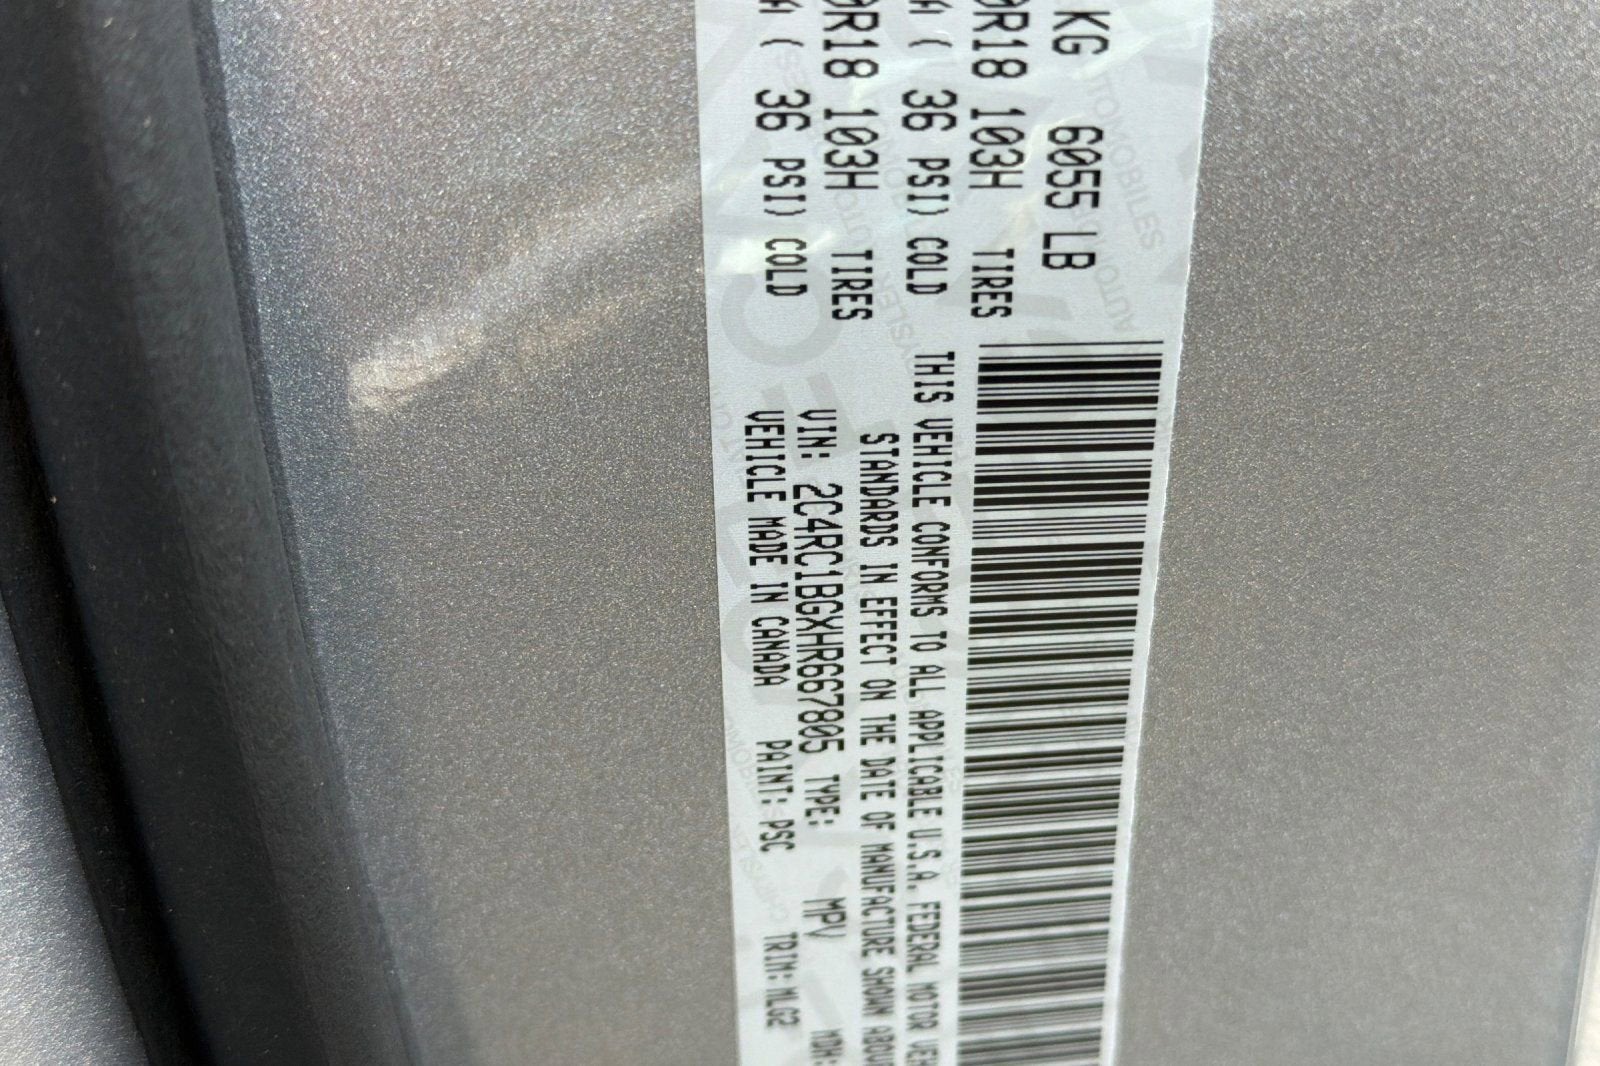 KG 6055 LB
0R18 103H TIRES
( 36 PSI) COLD
0R18 103H TIRES
( 36 PSI) COLD
THIS VEHICLE CONFORMS TO ALL APPLICABLE U.S.A. FEDERAL MOTOR
STANDARDS IN EFFECT ON THE DATE OF MANUFACTURE SHOWN
VIN: 2C4RC1BGXHR667805 TYPE: MPV MDH:
VEHICLE MADE IN CANADA PAINT: PSC TRIM: MLG2